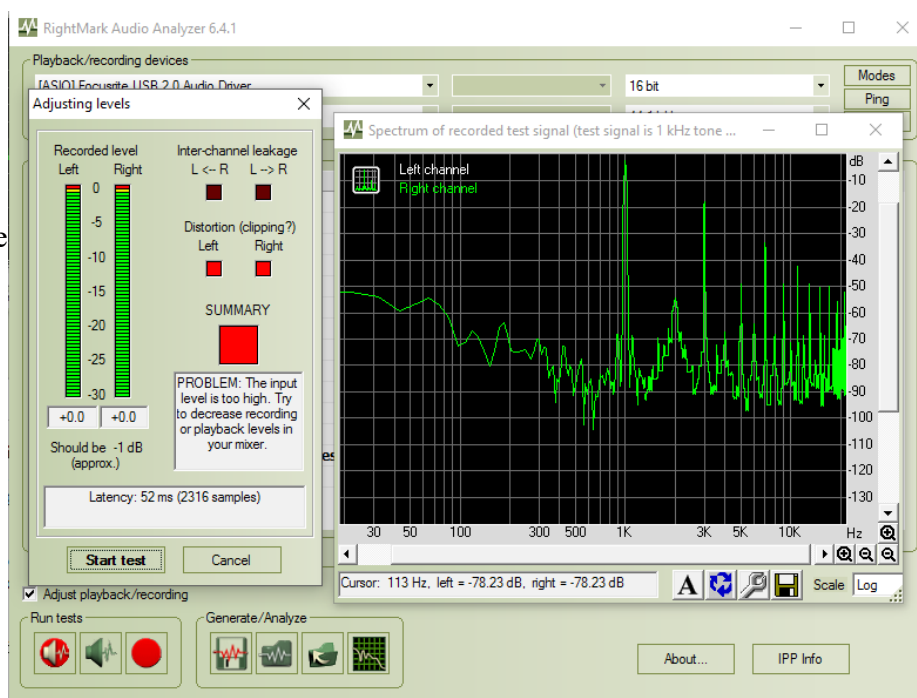 RightMark Audio Analyzer 6.4.1
Playback/recording devices
[ASIO] Focusrite USB 2.0 Audio Driver
16 bit
Modes
Ping
Adjusting levels
Recorded level
Left Right
0
-5
-10
-15
-20
-25
-30
+0.0 +0.0
Should be -1 dB
(approx.)
Inter-channel leakage
L <-- R L --> R
Distortion (clipping?)
Left Right
SUMMARY
PROBLEM: The input
level is too high. Try
to decrease recording
or playback levels in
your mixer.
Latency: 52 ms (2316 samples)
Start test Cancel
Spectrum of recorded test signal (test signal is 1 kHz tone ...
Left channel
Right channel
dB
-10
-20
-30
-40
-50
-60
-70
-80
-90
-100
-110
-120
-130
30 50 100 300 500 1K 3K 5K 10K Hz
Cursor: 113 Hz, left = -78.23 dB, right = -78.23 dB
A
Scale Log
Adjust playback/recording
Run tests
Generate/Analyze
About... IPP Info